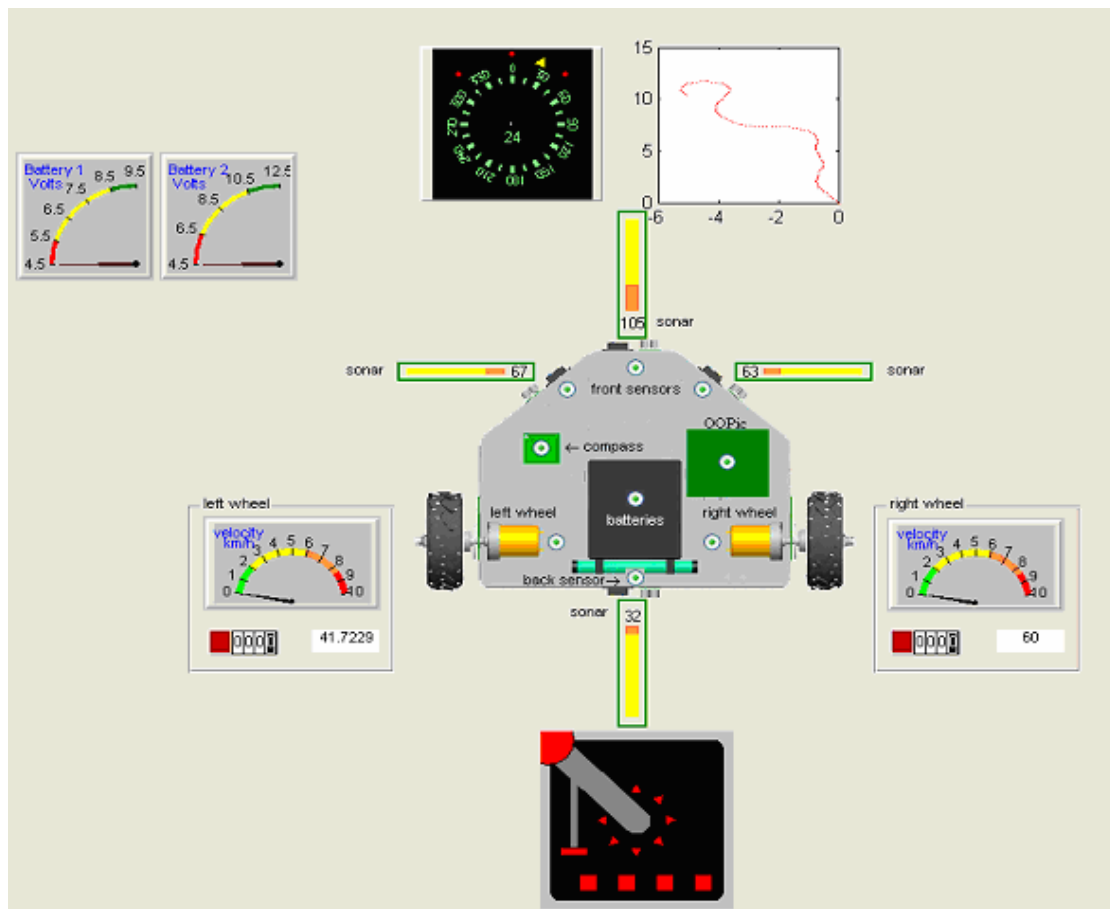 15
10
5
0
-6 -4 -2 0
0 30 60 90 120 150 180 210 240 270 300 330
24
Battery 1
Volts
4.5 5.5 6.5 7.5 8.5 9.5
Battery 2
Volts
4.5 6.5 8.5 10.5 12.5
105 sonar
sonar 67
63 sonar
front sensors
OOPic
← compass
left wheel
right wheel
batteries
back sensor→
left wheel
velocity
km/h
0 1 2 3 4 5 6 7 8 9 10
000
41.7229
right wheel
velocity
km/h
0 1 2 3 4 5 6 7 8 9 10
000
60
sonar
32